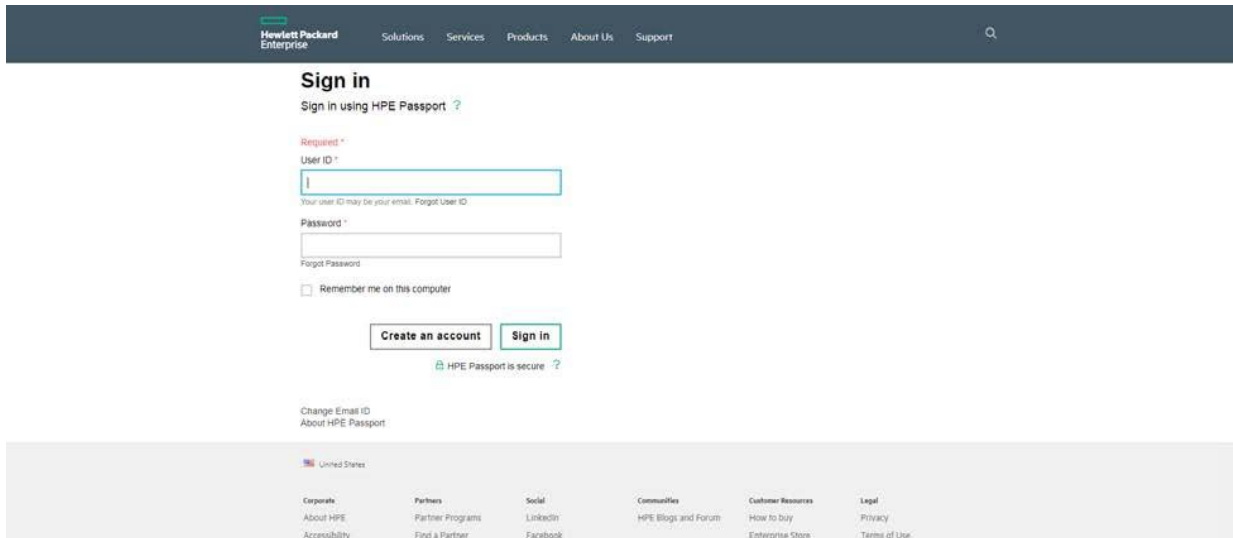 Hewlett Packard
Enterprise
Solutions Services Products About Us Support
Sign in
Sign in using HPE Passport ?
Required *
User ID *
Your user ID may be your email. Forgot User ID
Password *
Forgot Password
Remember me on this computer
Create an account Sign in
HPE Passport is secure ?
Change Email ID
About HPE Passport
United States
Corporate Partners Social Communities Customer Resources Legal
About HPE Partner Programs LinkedIn HPE Blogs and Forum How to buy Privacy
Accessibility Find a Partner Facebook Enterprise Store Terms of Use